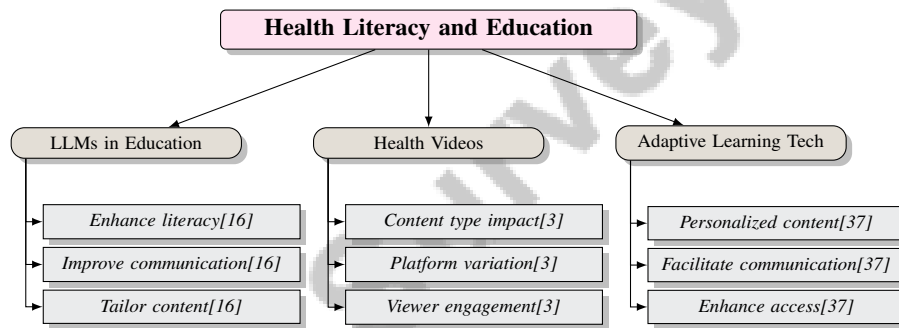 Health Literacy and Education
LLMs in Education
Enhance literacy[16]
Improve communication[16]
Tailor content[16]
Health Videos
Content type impact[3]
Platform variation[3]
Viewer engagement[3]
Adaptive Learning Tech
Personalized content[37]
Facilitate communication[37]
Enhance access[37]
urvey